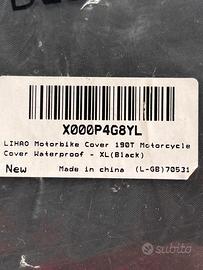 X000P4G8YL
LIHAO Motorbike Cover 190T Motorcycle
Cover Waterproof - XL(Black)
New Made in china (L-GB)70531
subito